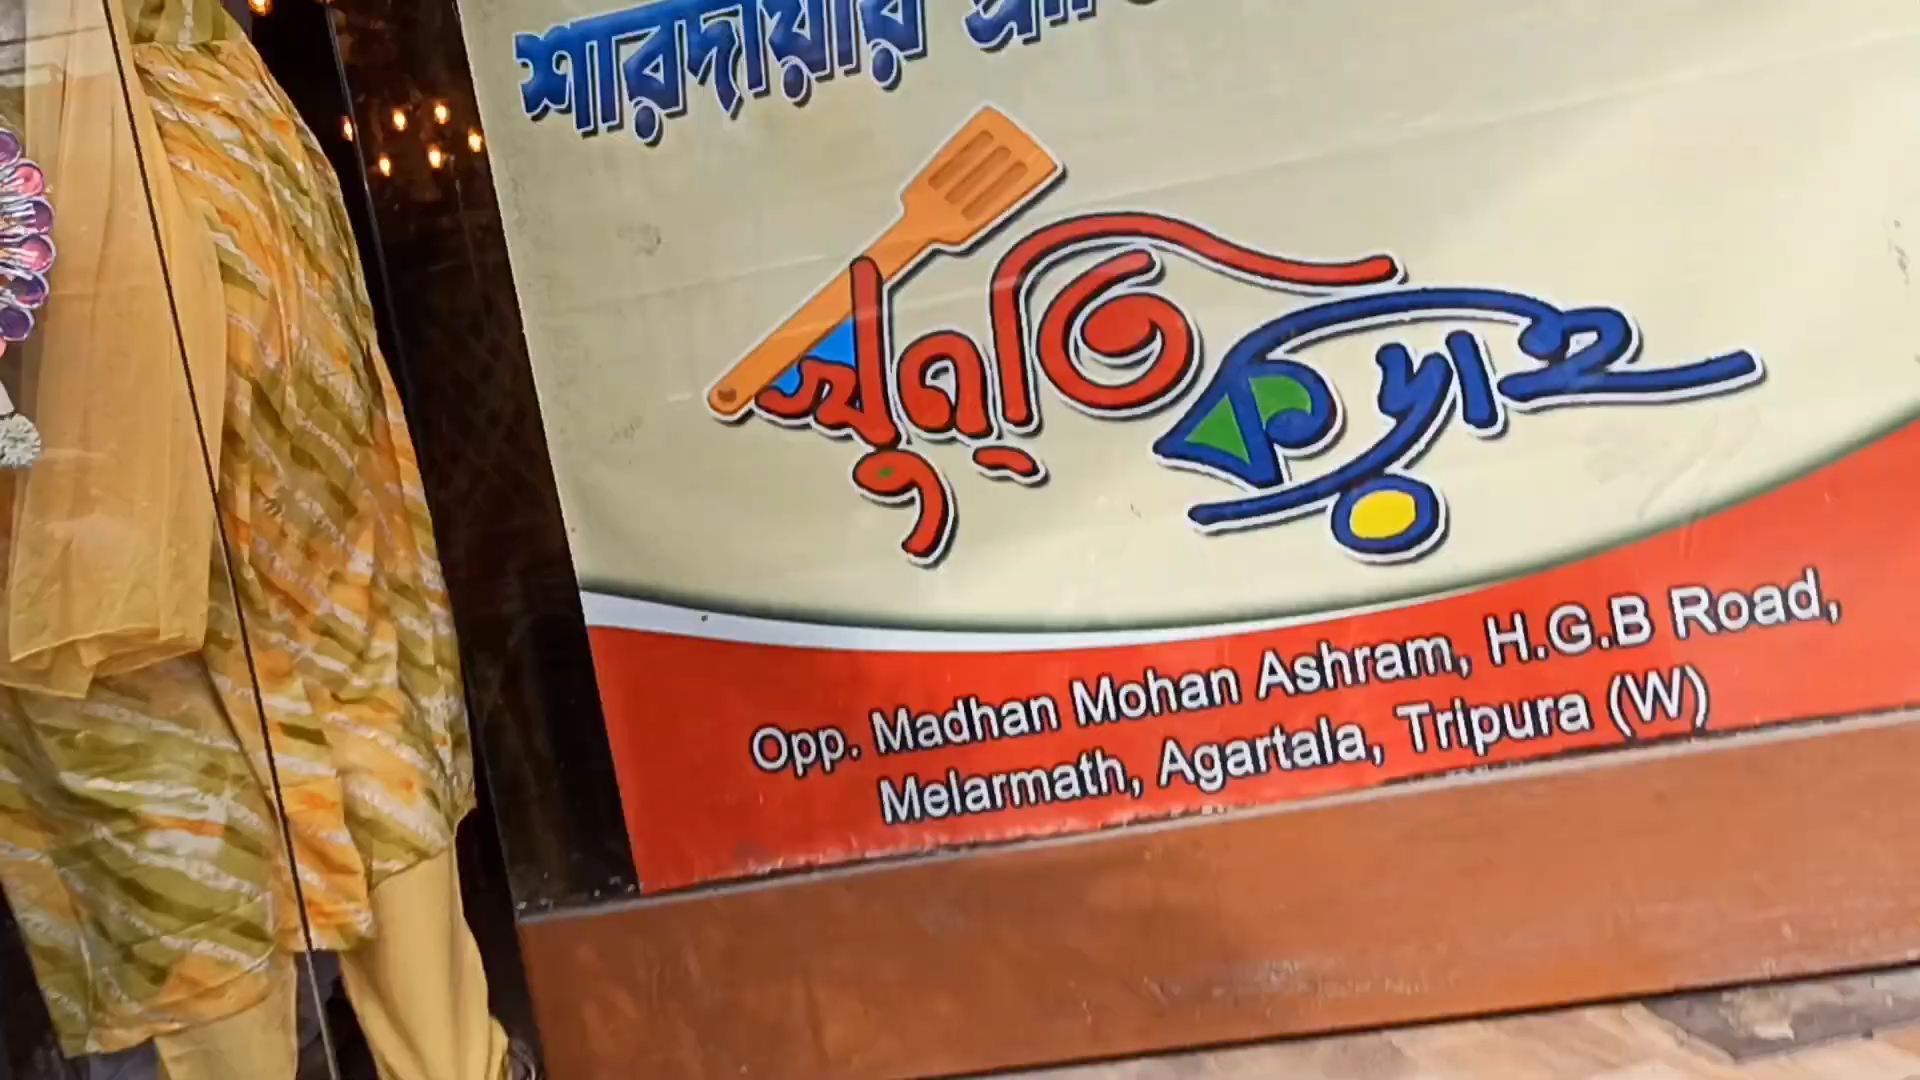 শারদীয়ার
খুন্তি কড়াই
Opp. Madhan Mohan Ashram, H.G.B Road,
Melarmath, Agartala, Tripura (W)